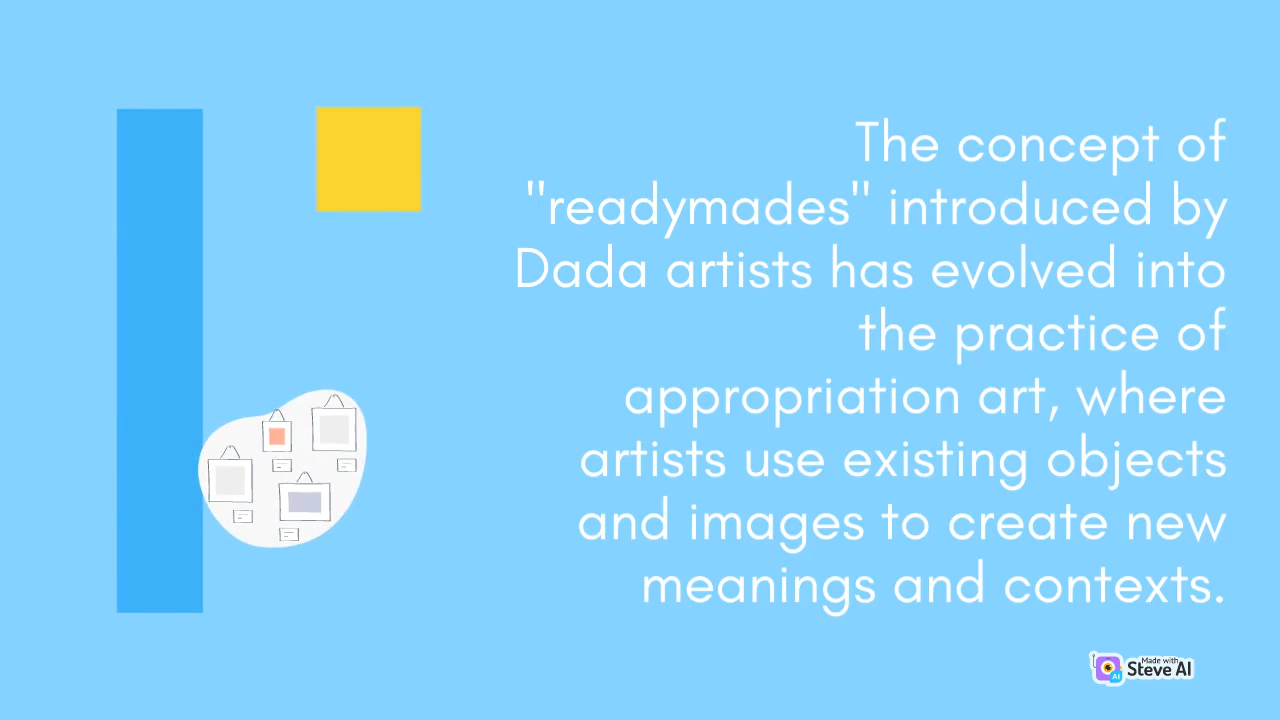 The concept of
"readymades" introduced by
Dada artists has evolved into
the practice of
appropriation art, where
artists use existing objects
and images to create new
meanings and contexts.
Made with
Steve AI
AI